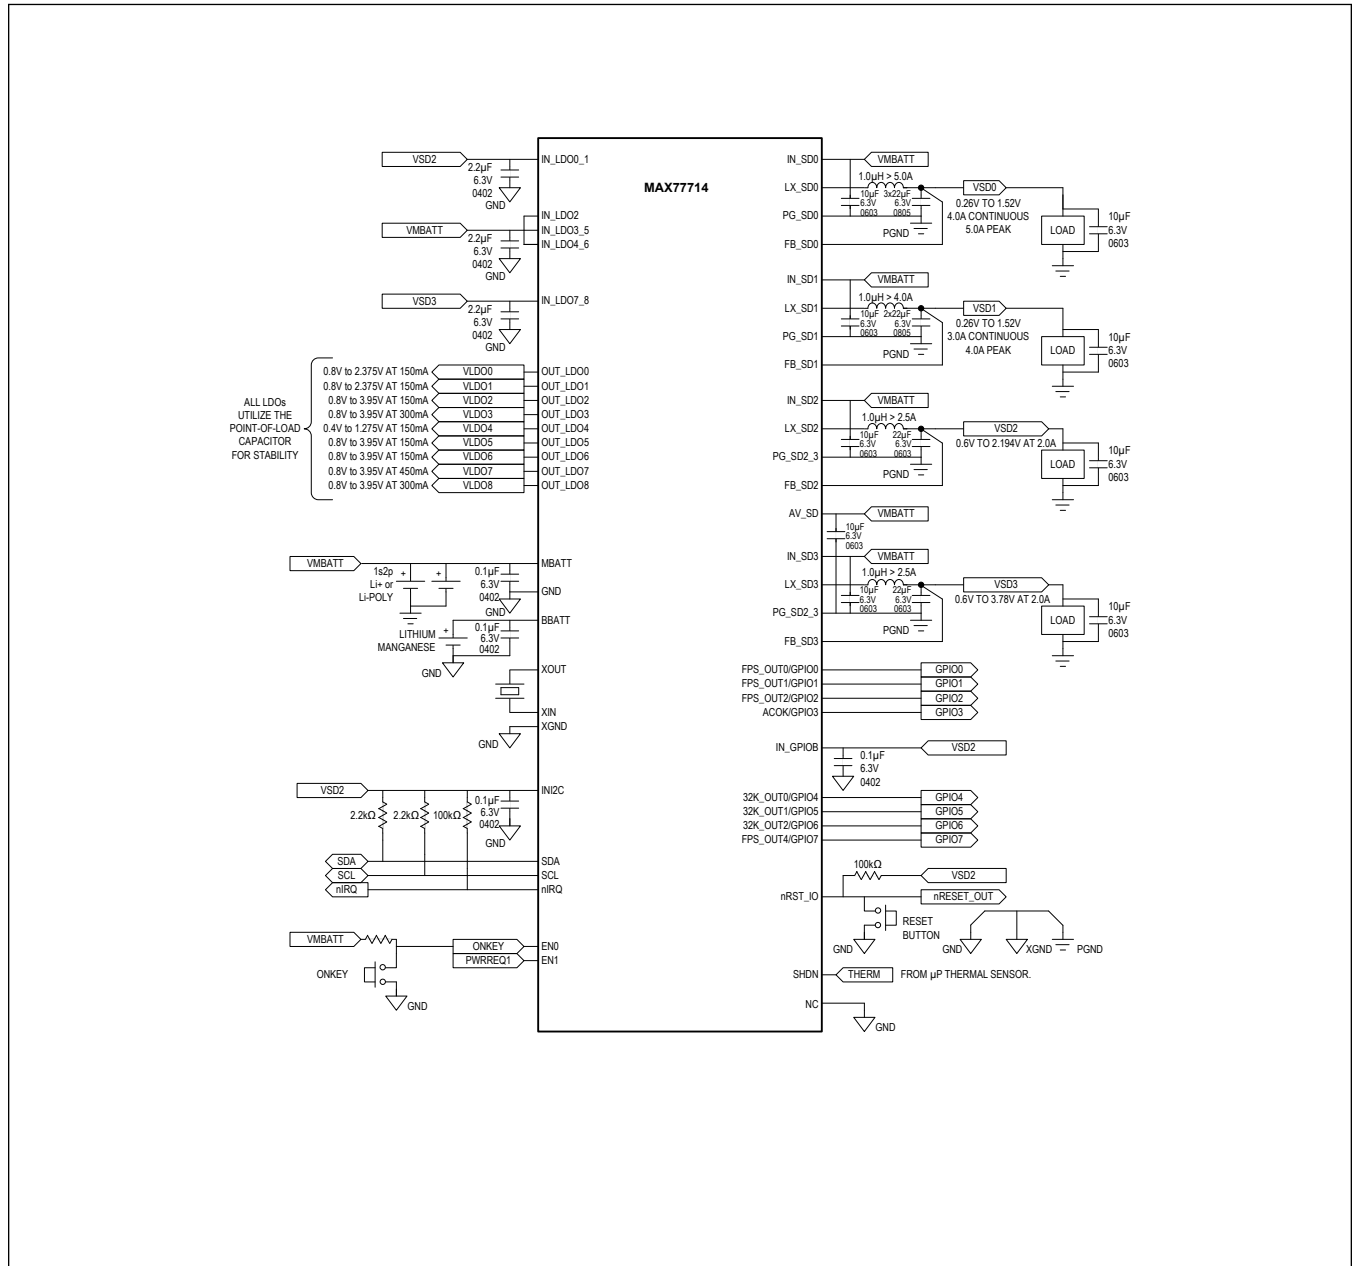 MAX77714
VSD2
2.2µF
6.3V
0402
GND
IN_LDO0_1
IN_LDO2
VMBATT
IN_LDO3_5
IN_LDO4_6
2.2µF
6.3V
0402
GND
VSD3
IN_LDO7_8
2.2µF
6.3V
0402
GND
ALL LDOs
UTILIZE THE
POINT-OF-LOAD
CAPACITOR
FOR STABILITY
0.8V to 2.375V AT 150mA VLDO0 OUT_LDO0
0.8V to 2.375V AT 150mA VLDO1 OUT_LDO1
0.8V to 3.95V AT 150mA VLDO2 OUT_LDO2
0.8V to 3.95V AT 300mA VLDO3 OUT_LDO3
0.4V to 1.275V AT 150mA VLDO4 OUT_LDO4
0.8V to 3.95V AT 150mA VLDO5 OUT_LDO5
0.8V to 3.95V AT 150mA VLDO6 OUT_LDO6
0.8V to 3.95V AT 450mA VLDO7 OUT_LDO7
0.8V to 3.95V AT 300mA VLDO8 OUT_LDO8
VMBATT
MBATT
1s2p
Li+ or
Li-POLY
+
+
0.1µF
6.3V
0402
GND
GND
BBATT
LITHIUM
MANGANESE
+
0.1µF
6.3V
0402
GND
XOUT
XIN
XGND
GND
VSD2
INI2C
2.2kΩ
2.2kΩ
100kΩ
0.1µF
6.3V
0402
GND
SDA SDA
SCL SCL
nIRQ nIRQ
VMBATT
ONKEY EN0
PWRREQ1 EN1
ONKEY
GND
IN_SD0 VMBATT
1.0µH > 5.0A
LX_SD0 VSD0
10µF
6.3V
0603
3x22µF
6.3V
0805
0.26V TO 1.52V
4.0A CONTINUOUS
5.0A PEAK
PG_SD0
PGND
FB_SD0
LOAD
10µF
6.3V
0603
IN_SD1 VMBATT
1.0µH > 4.0A
LX_SD1 VSD1
10µF
6.3V
0603
2x22µF
6.3V
0805
0.26V TO 1.52V
3.0A CONTINUOUS
4.0A PEAK
PG_SD1
PGND
FB_SD1
LOAD
10µF
6.3V
0603
IN_SD2 VMBATT
1.0µH > 2.5A
LX_SD2 VSD2
10µF
6.3V
0603
22µF
6.3V
0603
0.6V TO 2.194V AT 2.0A
PG_SD2_3
PGND
FB_SD2
LOAD
10µF
6.3V
0603
AV_SD VMBATT
10µF
6.3V
0603
IN_SD3 VMBATT
1.0µH > 2.5A
LX_SD3 VSD3
10µF
6.3V
0603
22µF
6.3V
0603
0.6V TO 3.78V AT 2.0A
PG_SD2_3
PGND
FB_SD3
LOAD
10µF
6.3V
0603
FPS_OUT0/GPIO0 GPIO0
FPS_OUT1/GPIO1 GPIO1
FPS_OUT2/GPIO2 GPIO2
ACOK/GPIO3 GPIO3
IN_GPIOB VSD2
0.1µF
6.3V
0402
32K_OUT0/GPIO4 GPIO4
32K_OUT1/GPIO5 GPIO5
32K_OUT2/GPIO6 GPIO6
FPS_OUT4/GPIO7 GPIO7
100kΩ
VSD2
nRST_IO nRESET_OUT
RESET
BUTTON
GND
GND
XGND
PGND
SHDN THERM FROM µP THERMAL SENSOR.
NC
GND